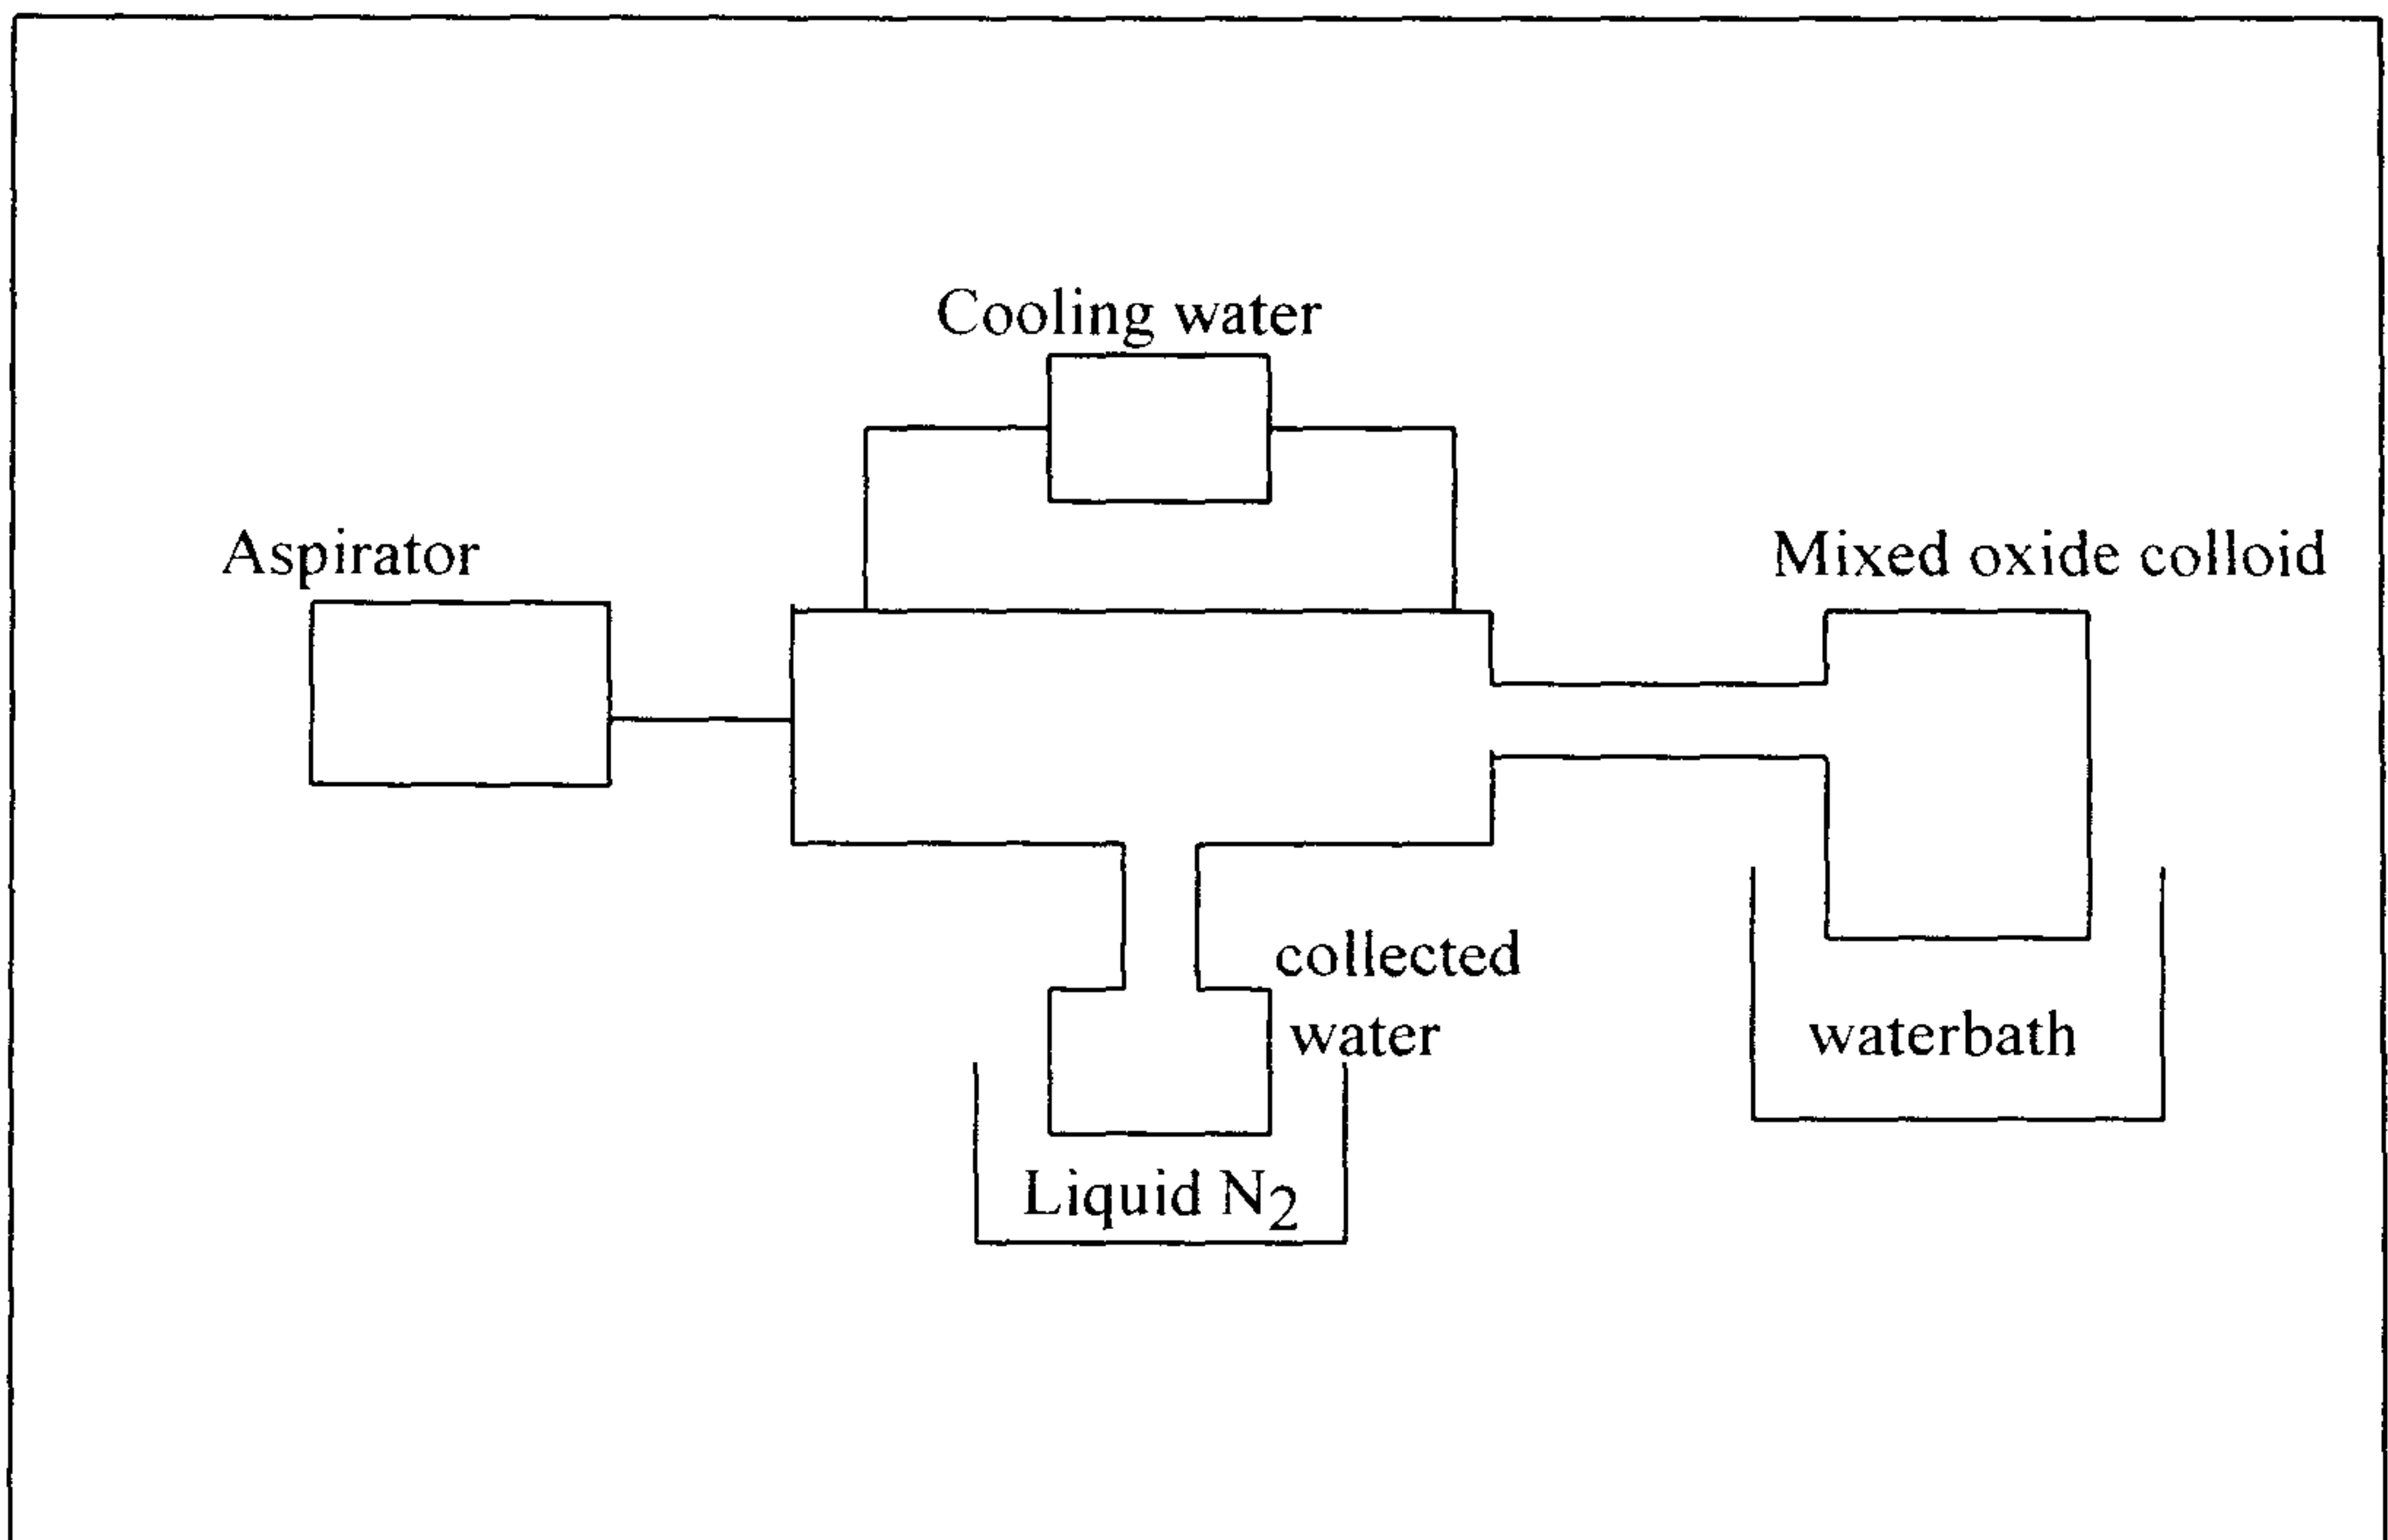 Cooling water
Aspirator
Mixed oxide colloid
collected
water
waterbath
Liquid N2